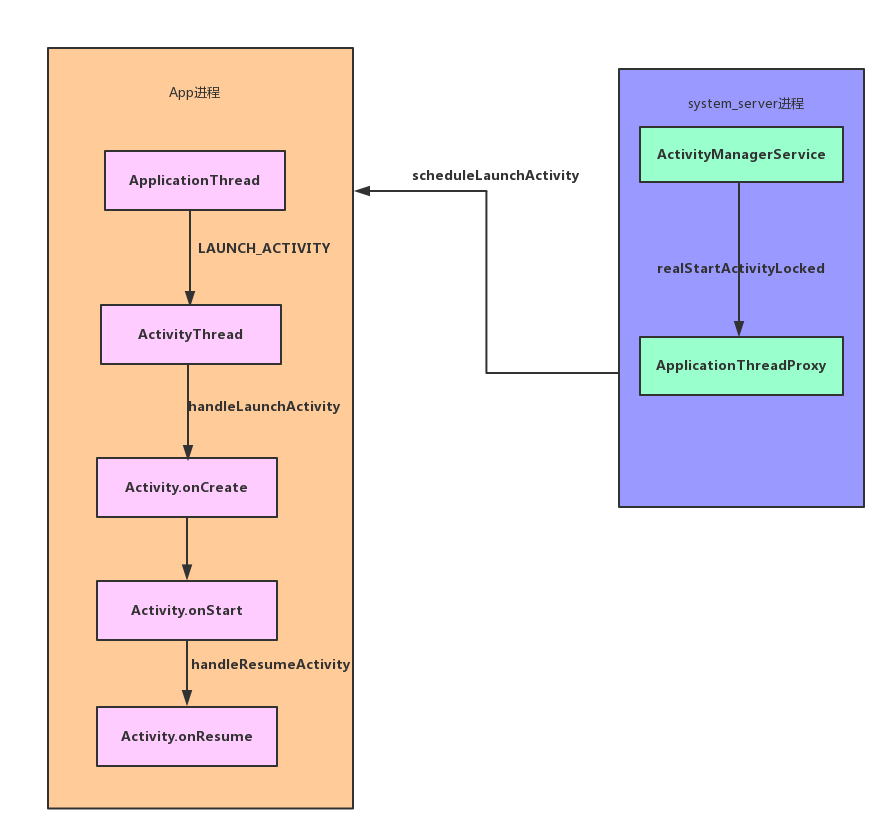 App进程
ApplicationThread
LAUNCH_ACTIVITY
ActivityThread
handleLaunchActivity
Activity.onCreate
Activity.onStart
handleResumeActivity
Activity.onResume
scheduleLaunchActivity
system_server进程
ActivityManagerService
realStartActivityLocked
ApplicationThreadProxy